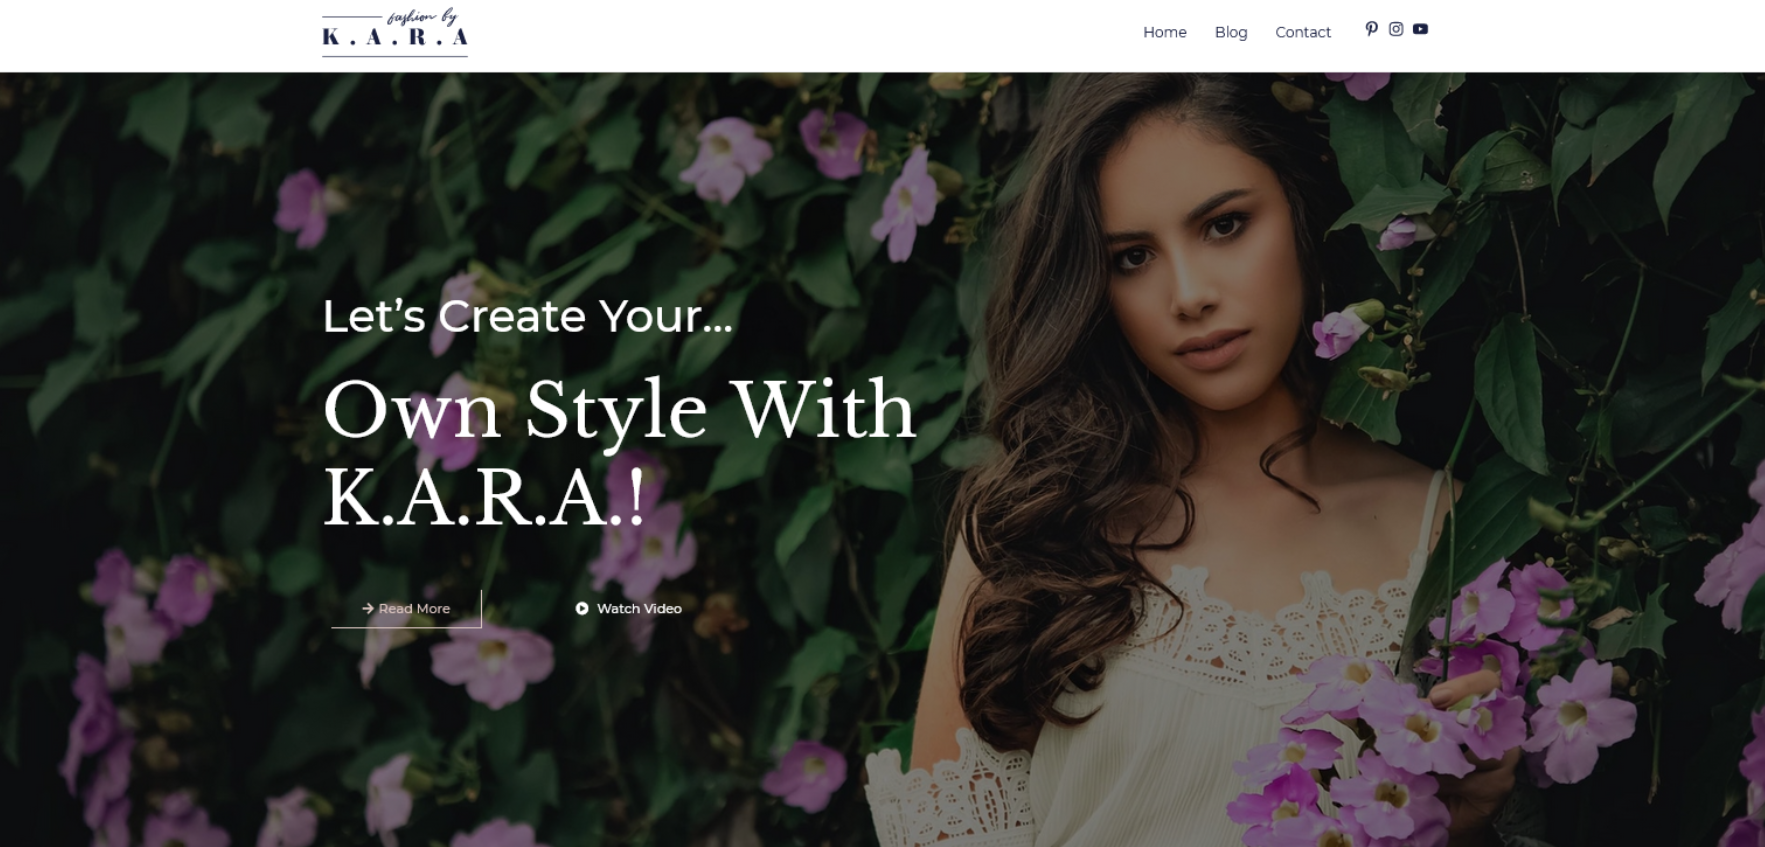 fashion by
K.A.R.A
Home Blog Contact
Let’s Create Your...
Own Style With
K.A.R.A.!
Read More
Watch Video